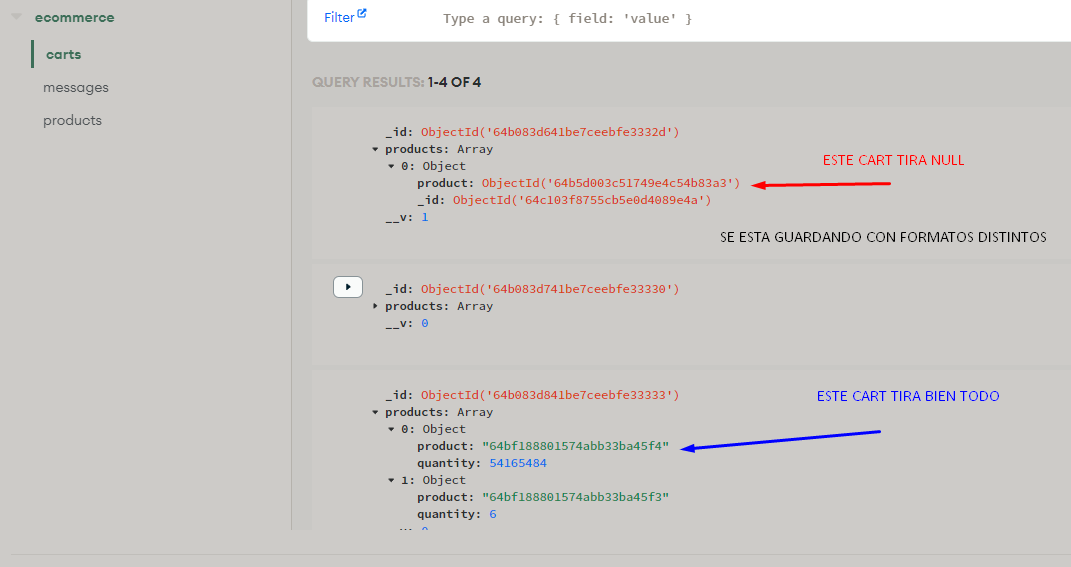 ecommerce
carts
messages
products
Filter
Type a query: { field: 'value' }
QUERY RESULTS: 1-4 OF 4
_id: ObjectId('64b083d641be7ceebfe3332d')
products: Array
0: Object
product: ObjectId('64b5d003c51749e4c54b83a3')
_id: ObjectId('64c103f8755cb5e0d4089e4a')
__v: 1
ESTE CART TIRA NULL
SE ESTA GUARDANDO CON FORMATOS DISTINTOS
_id: ObjectId('64b083d741be7ceebfe33330')
products: Array
__v: 0
_id: ObjectId('64b083d841be7ceebfe33333')
products: Array
0: Object
product: "64bf188801574abb33ba45f4"
quantity: 54165484
1: Object
product: "64bf188801574abb33ba45f3"
quantity: 6
ESTE CART TIRA BIEN TODO